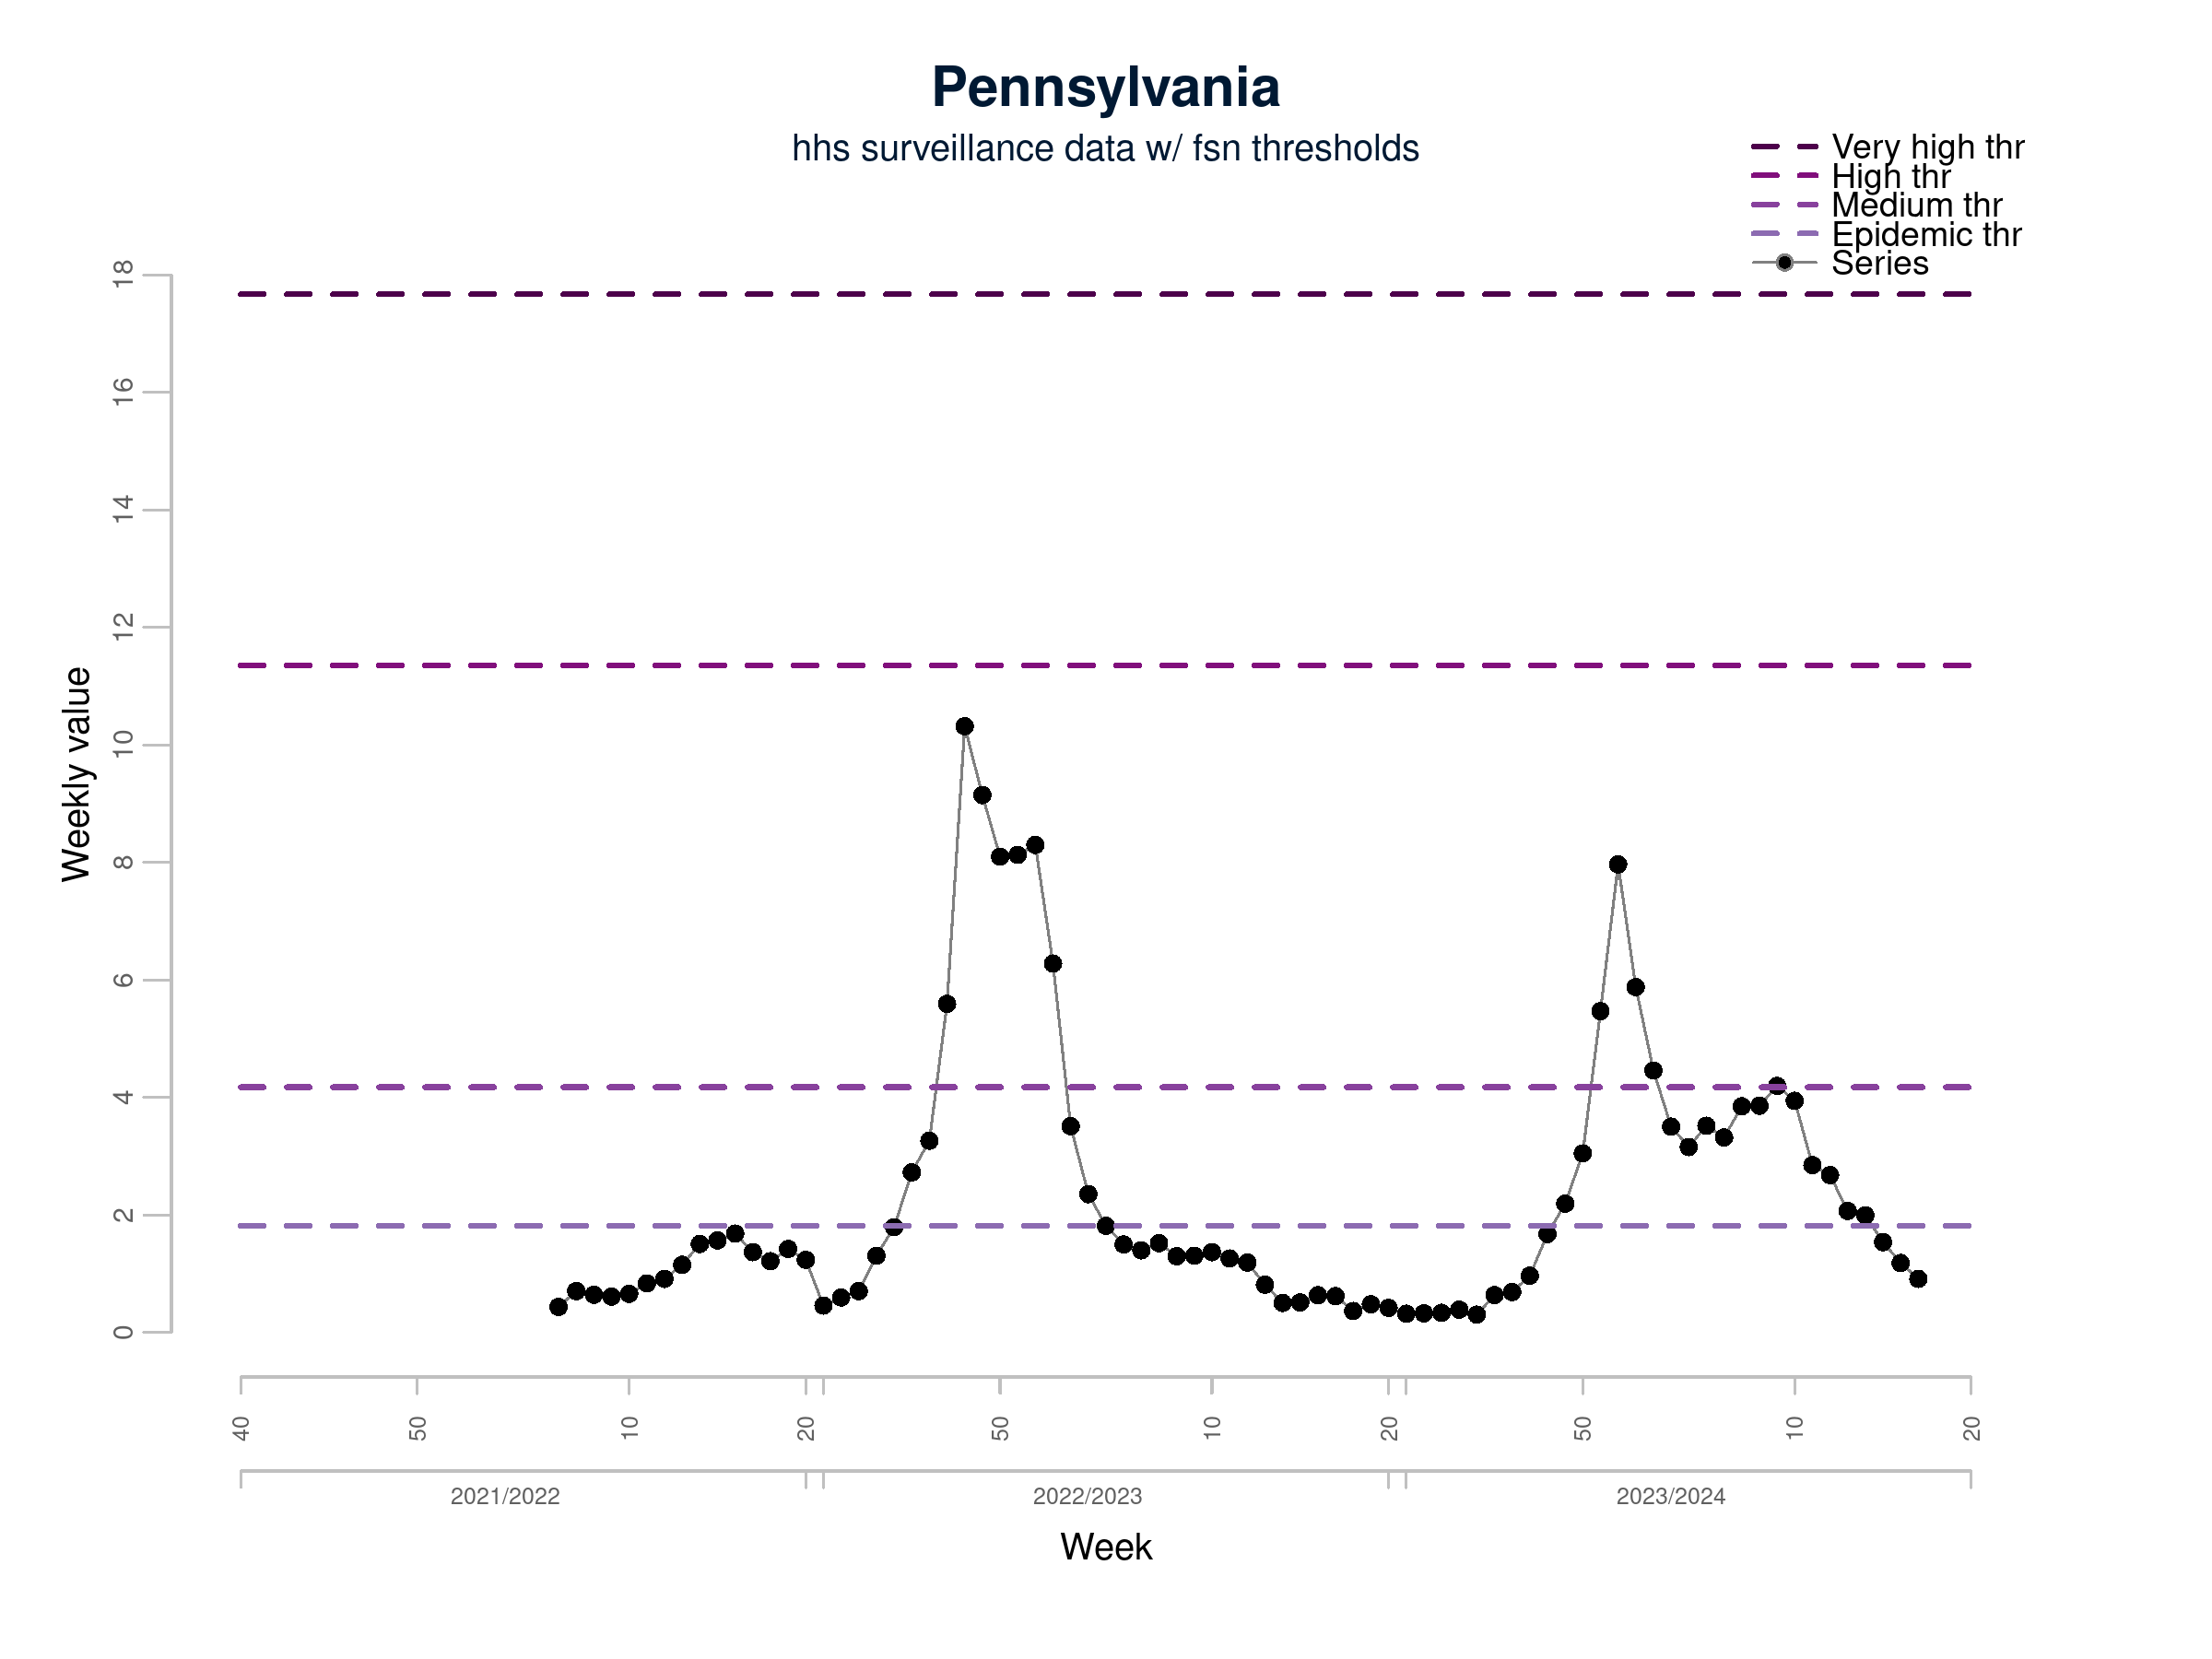 Pennsylvania
hhs surveillance data w/ fsn thresholds
Very high thr
High thr
Medium thr
Epidemic thr
Series
18
16
14
12
10
8
6
4
2
0
Weekly value
40 50 10 20 50 10 20 50 10 20
2021/2022 2022/2023 2023/2024
Week